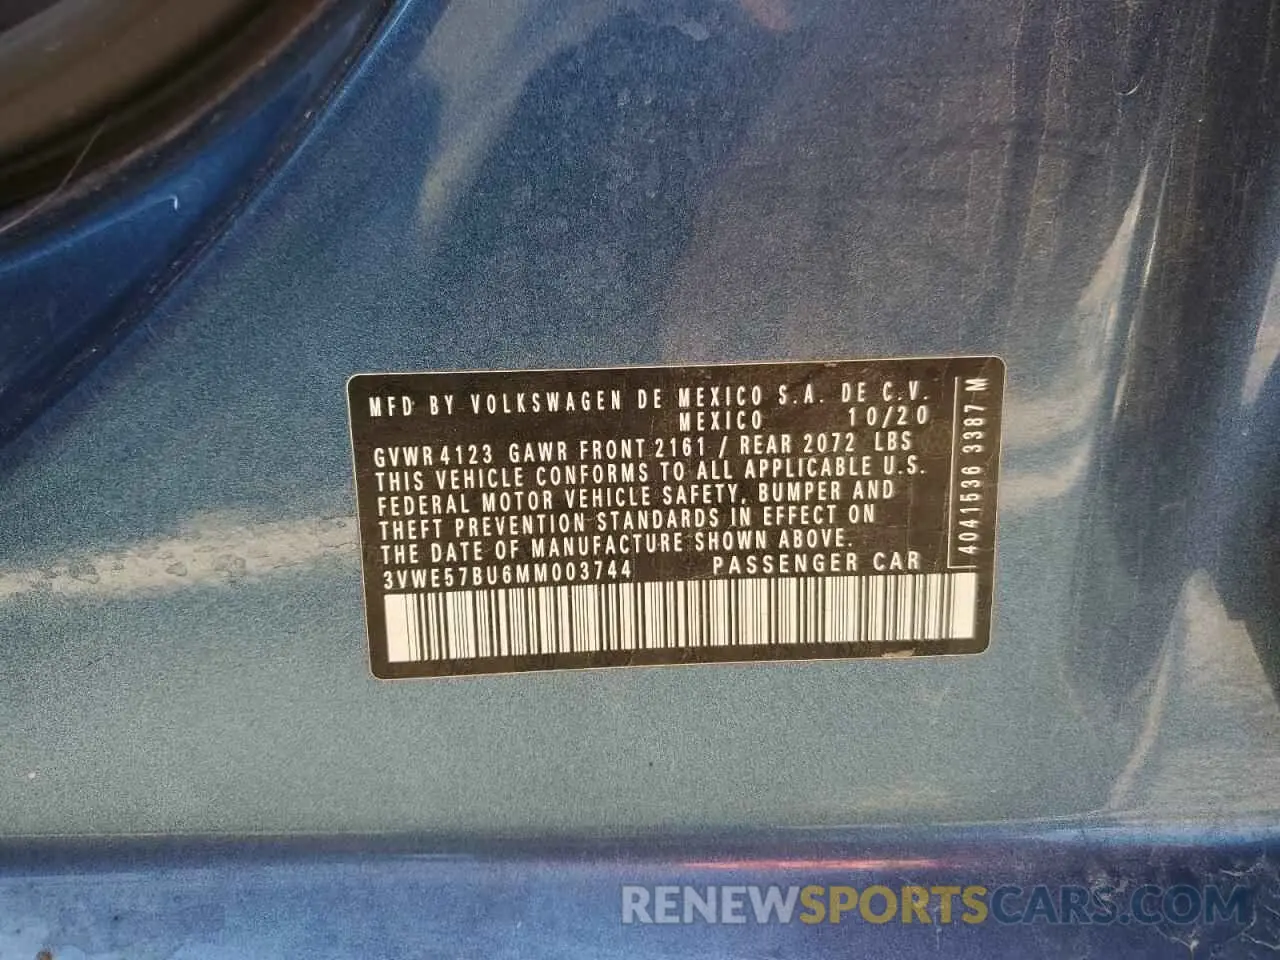 MFD BY VOLKSWAGEN DE MEXICO S.A. DE C.V.
MEXICO 10/20
GVWR 4123 GAWR FRONT 2161 / REAR 2072 LBS
THIS VEHICLE CONFORMS TO ALL APPLICABLE U.S.
FEDERAL MOTOR VEHICLE SAFETY, BUMPER AND
THEFT PREVENTION STANDARDS IN EFFECT ON
THE DATE OF MANUFACTURE SHOWN ABOVE.
3VWE57BU6MM003744 PASSENGER CAR
4041536 3387 M
RENEWSPORTSCARS.COM